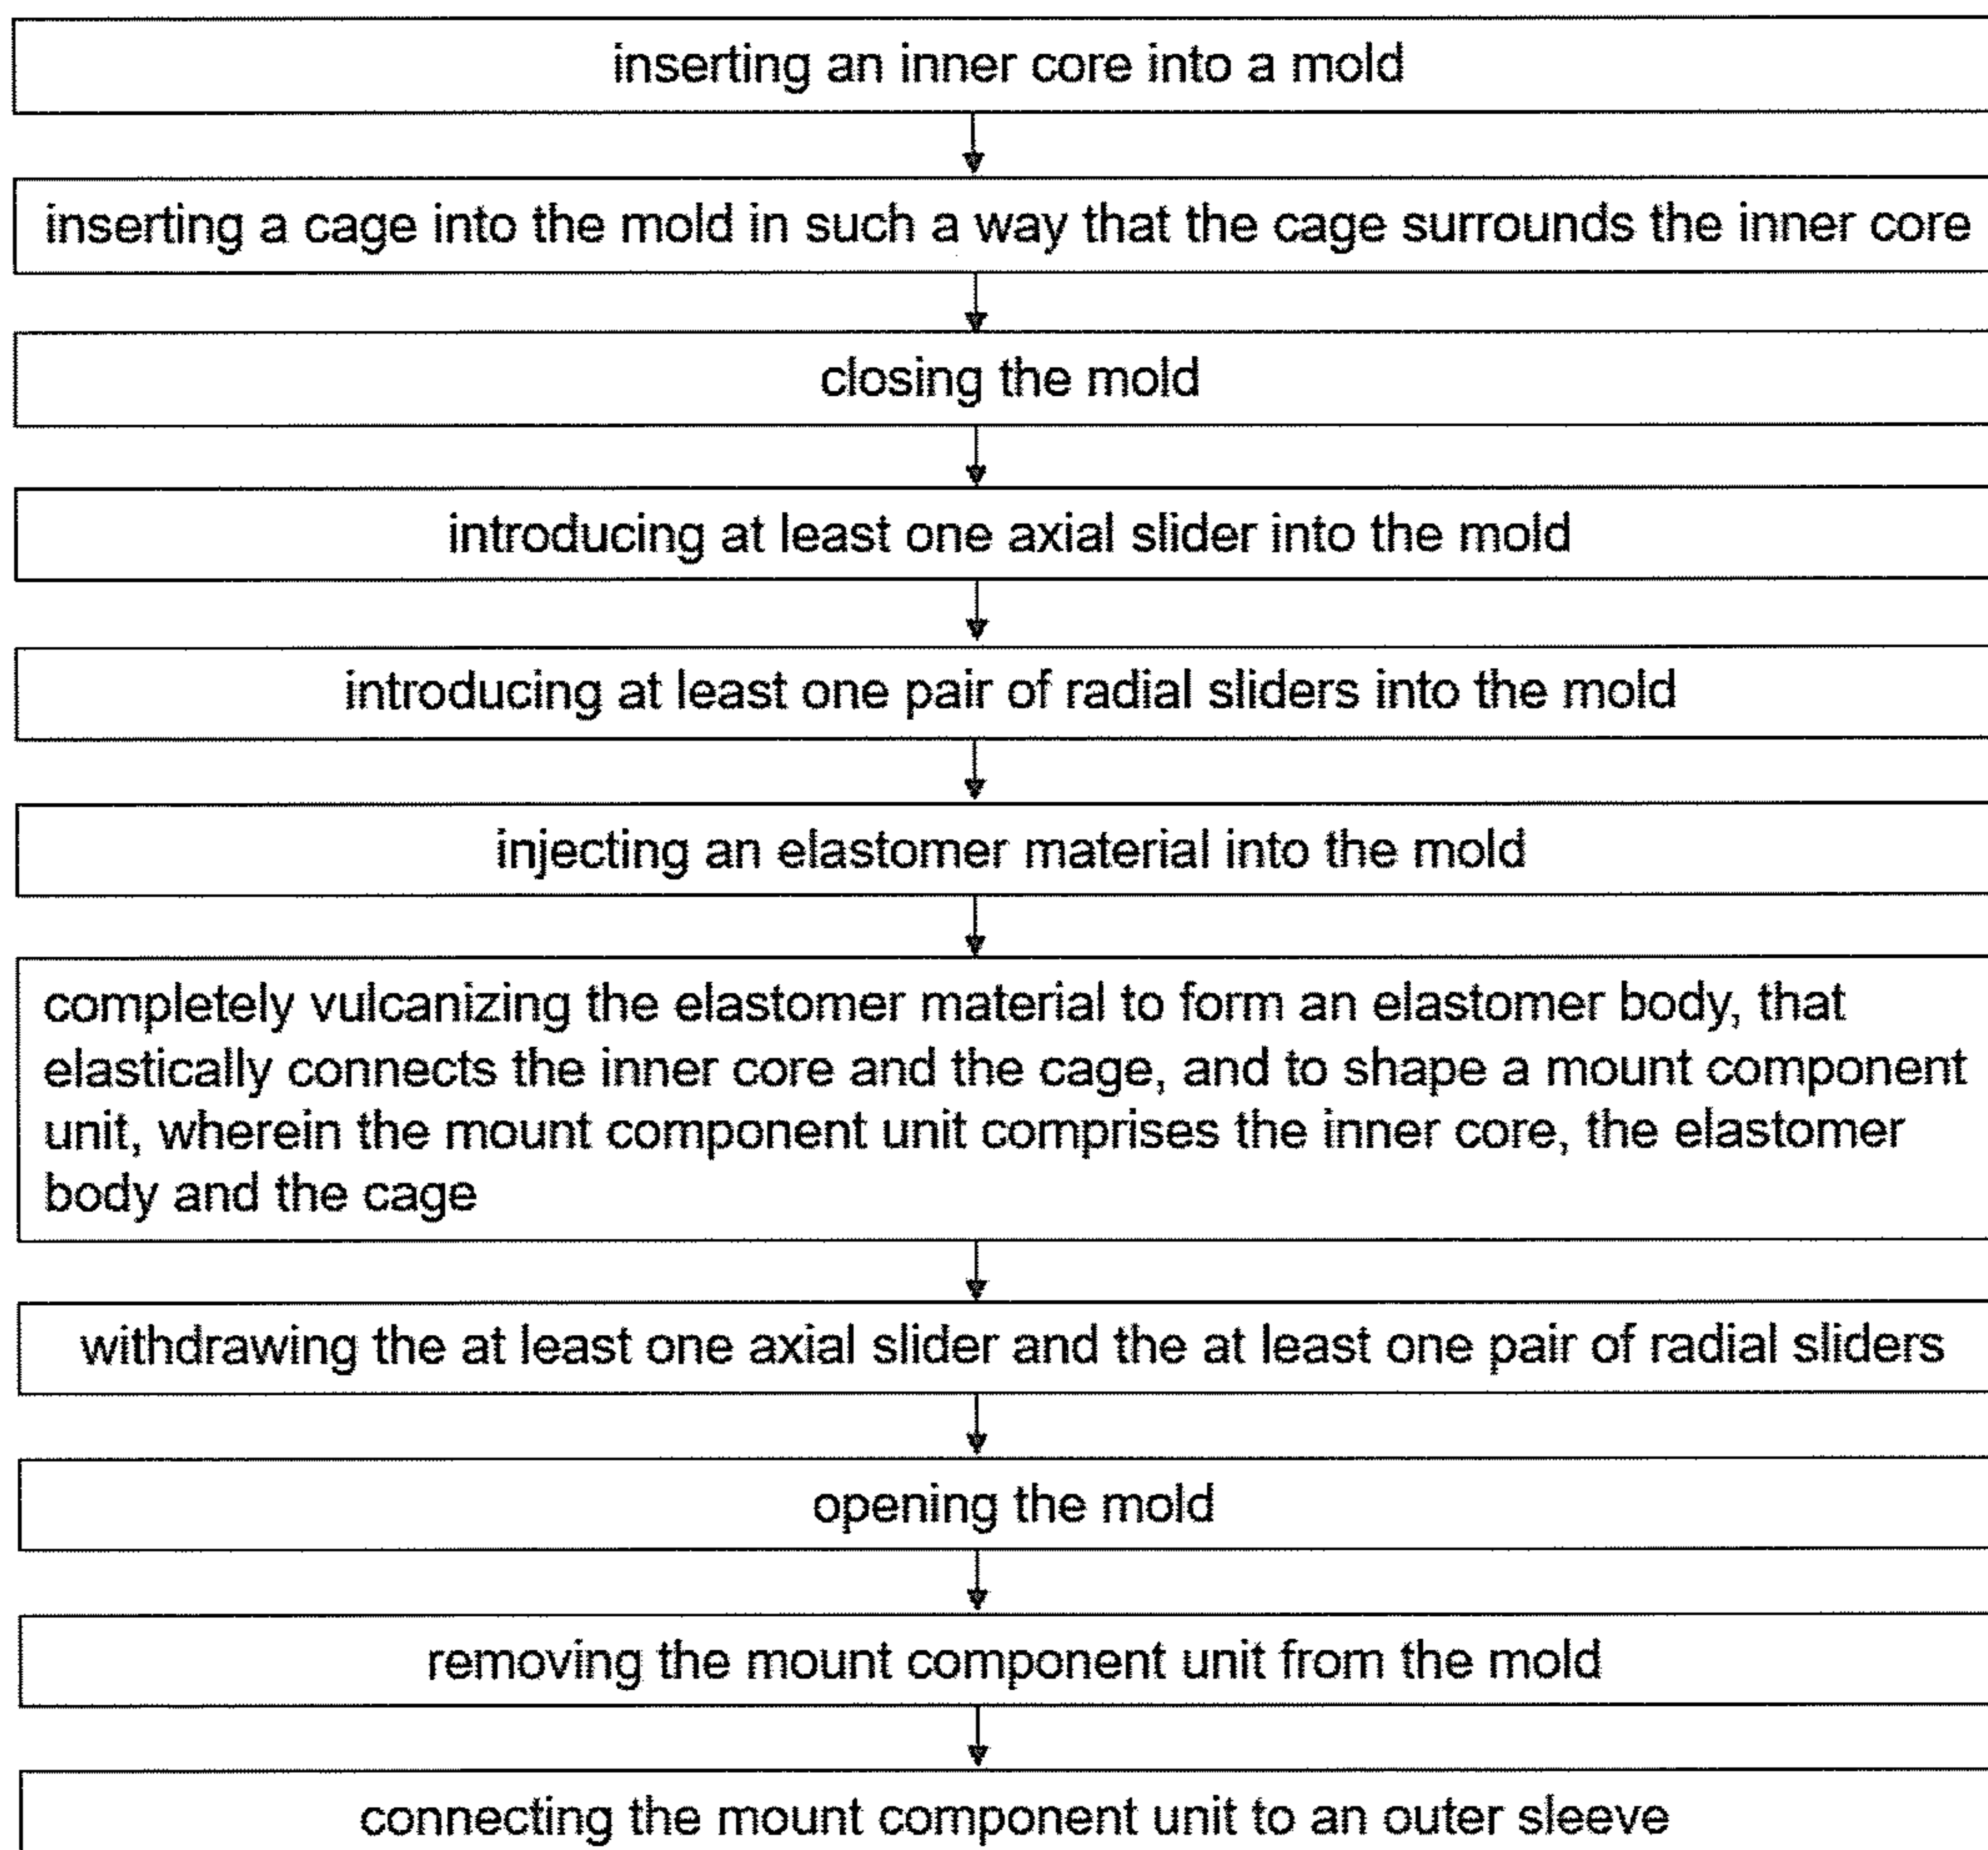 inserting an inner core into a mold
inserting a cage into the mold in such a way that the cage surrounds the inner core
closing the mold
introducing at least one axial slider into the mold
introducing at least one pair of radial sliders into the mold
injecting an elastomer material into the mold
completely vulcanizing the elastomer material to form an elastomer body, that
elastically connects the inner core and the cage, and to shape a mount component
unit, wherein the mount component unit comprises the inner core, the elastomer
body and the cage
withdrawing the at least one axial slider and the at least one pair of radial sliders
opening the mold
removing the mount component unit from the mold
connecting the mount component unit to an outer sleeve